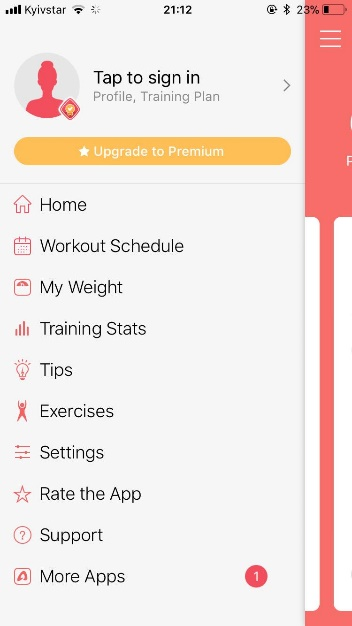 Kyivstar 21:12 23%
Tap to sign in
Profile, Training Plan
Upgrade to Premium
Home
Workout Schedule
My Weight
Training Stats
Tips
Exercises
Settings
Rate the App
? Support
More Apps 1